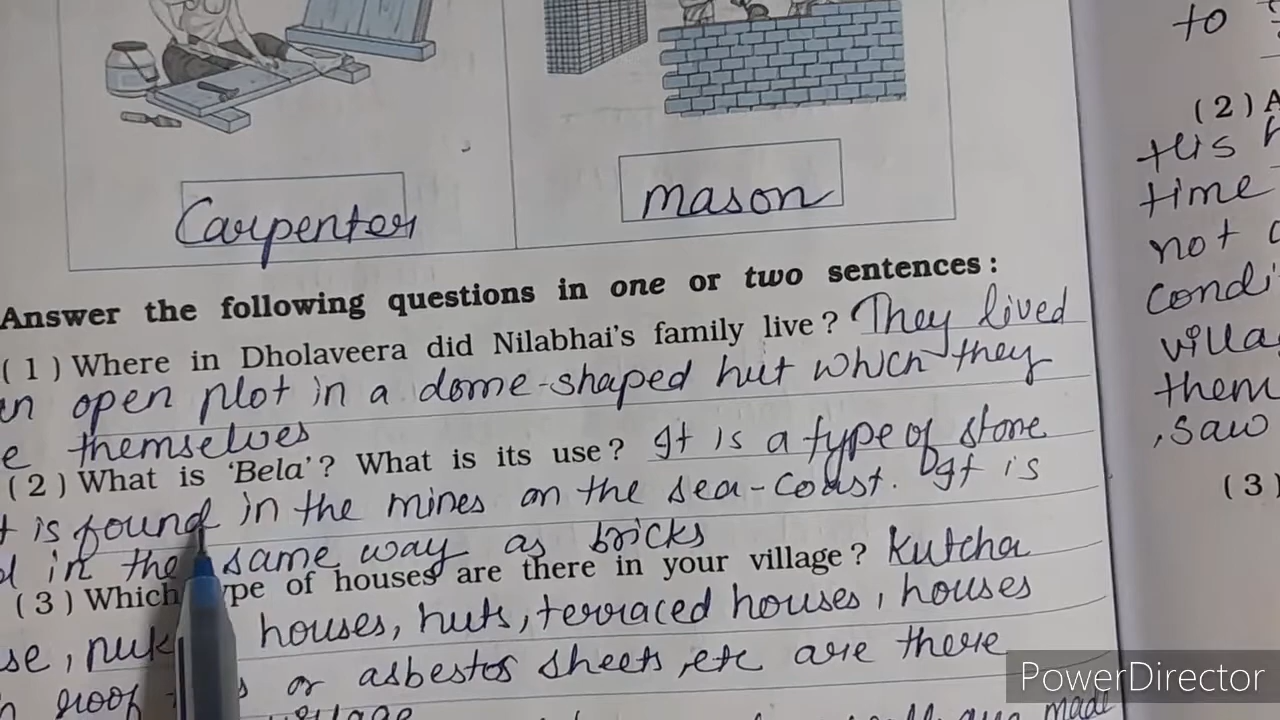 Carpenter
mason
Answer the following questions in one or two sentences :
(1) Where in Dholaveera did Nilabhai's family live? They lived
open plot in a dome-shaped hut which they
themselves
(2) What is 'Bela'? What is its use? It is a type of stone
is found in the mines on the sea-coast. It is
in the same way as bricks
(3) Which type of houses are there in your village? Kutcha
houses, huts, terraced houses, houses
roof or asbestos sheets, etc are there
made
to
(2) A
His
time
not
condi
villa
them
, saw
(3)
PowerDirector